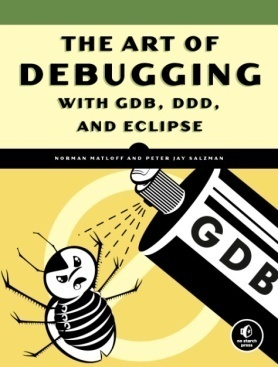 THE ART OF
DEBUGGING
WITH GDB, DDD,
AND ECLIPSE
NORMAN MATLOFF AND PETER JAY SALZMAN
GDB
no starch
press